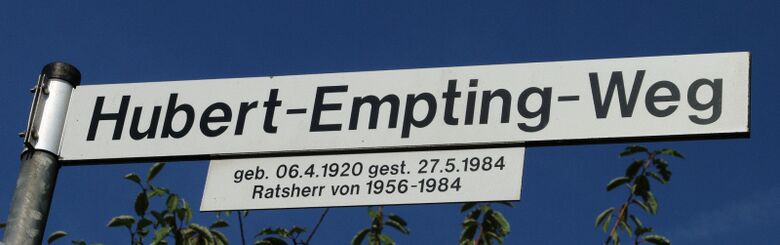 Hubert-Empting-Weg
geb. 06.4.1920 gest. 27.5.1984
Ratsherr von 1956-1984